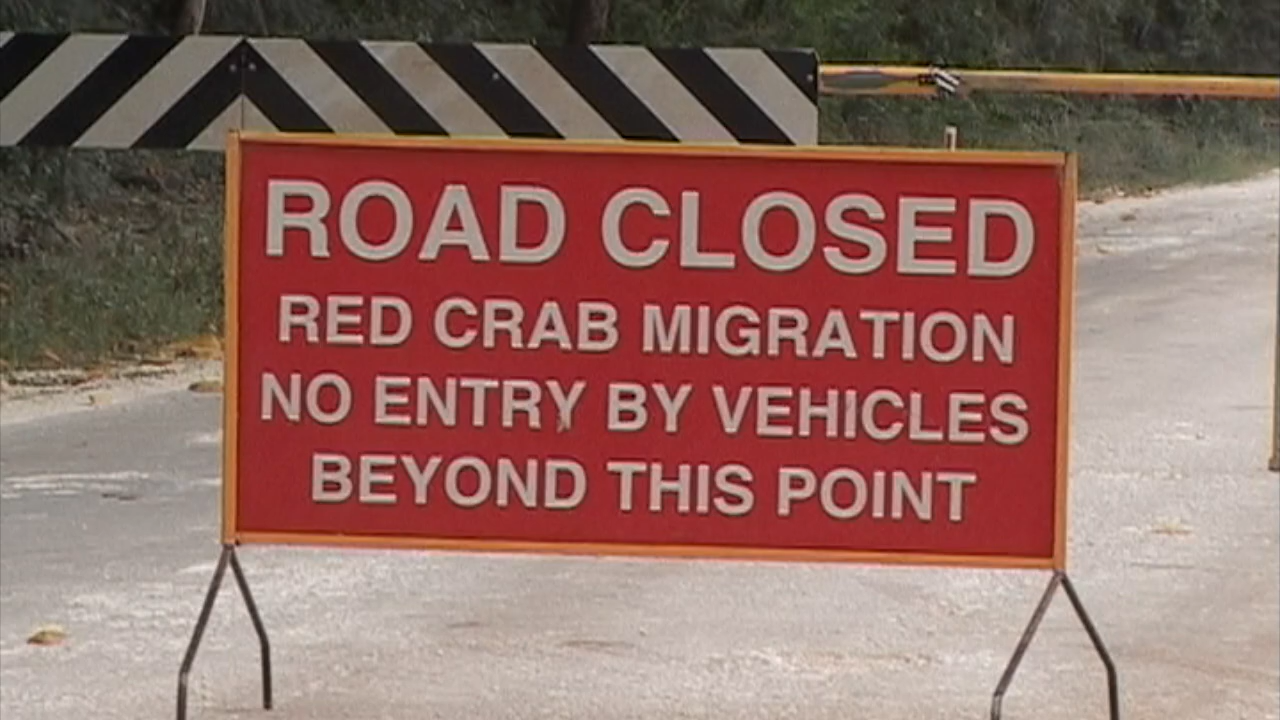 ROAD CLOSED
RED CRAB MIGRATION
NO ENTRY BY VEHICLES
BEYOND THIS POINT